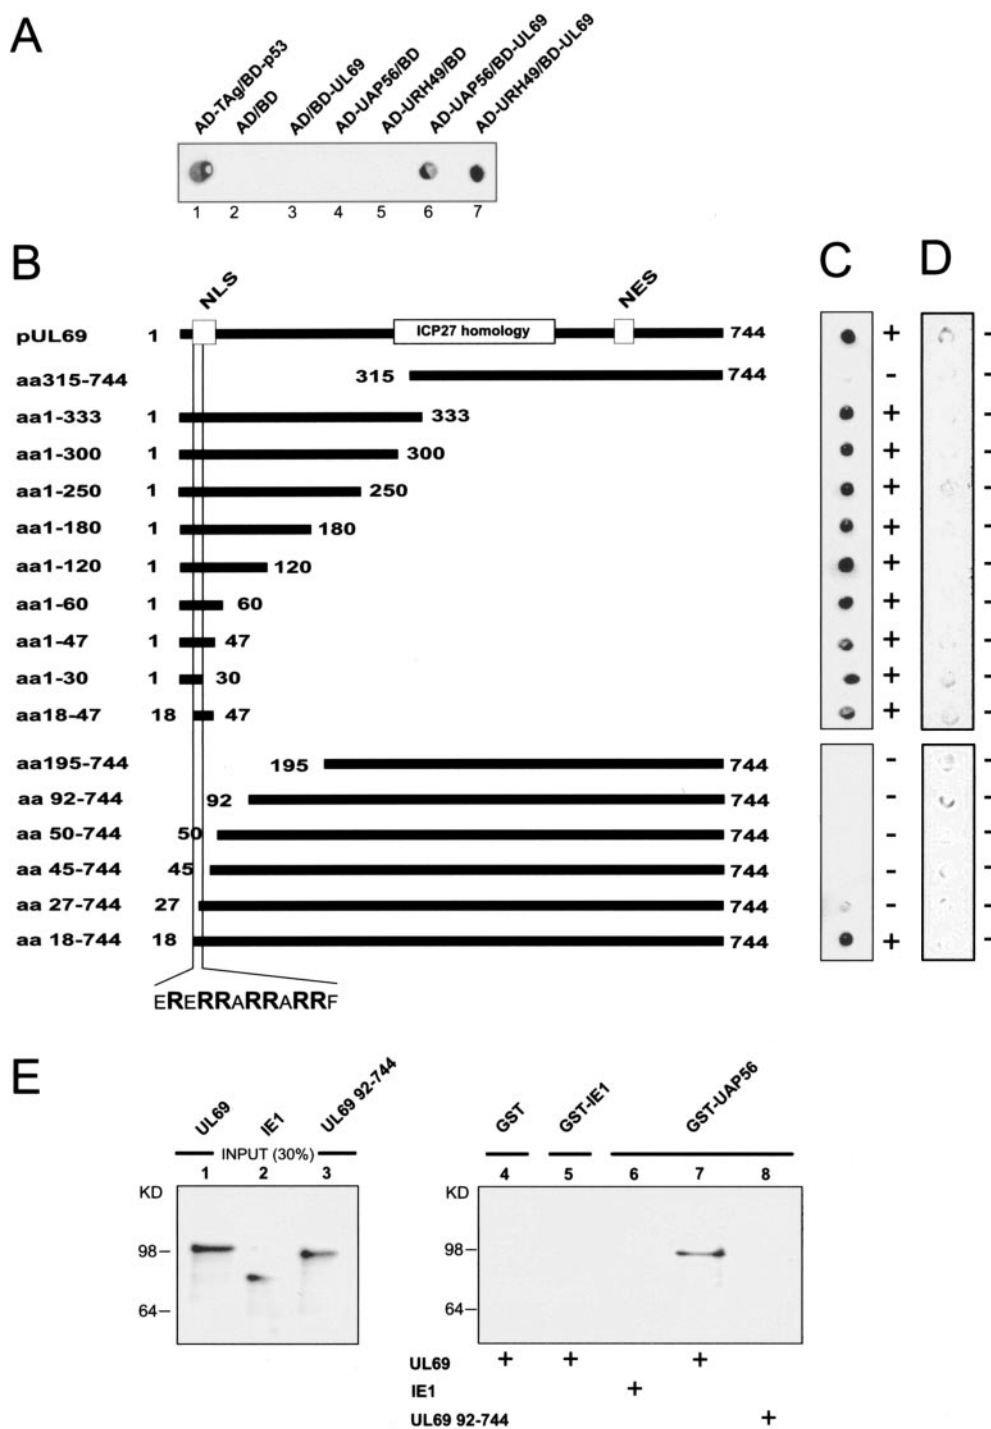 A
AD-TAg/BD-p53
AD/BD
AD/BD-UL69
AD-UAP56/BD
AD-URH49/BD
AD-UAP56/BD-UL69
AD-URH49/BD-UL69
1 2 3 4 5 6 7
B
C
D
NLS
NES
pUL69 1 ICP27 homology 744 + -
aa315-744 315 744 - -
aa1-333 1 333 + -
aa1-300 1 300 + -
aa1-250 1 250 + -
aa1-180 1 180 + -
aa1-120 1 120 + -
aa1-60 1 60 + -
aa1-47 1 47 + -
aa1-30 1 30 + -
aa18-47 18 47 + -
aa195-744 195 744 - -
aa 92-744 92 744 - -
aa 50-744 50 744 - -
aa 45-744 45 744 - -
aa 27-744 27 744 - -
aa 18-744 18 744 + -
ERERRARRARRF
E
UL69
IE1
UL69 92-744
INPUT (30%)
1 2 3
KD
98
64
GST
GST-IE1
GST-UAP56
4 5 6 7 8
KD
98
64
UL69 + + +
IE1 +
UL69 92-744 +